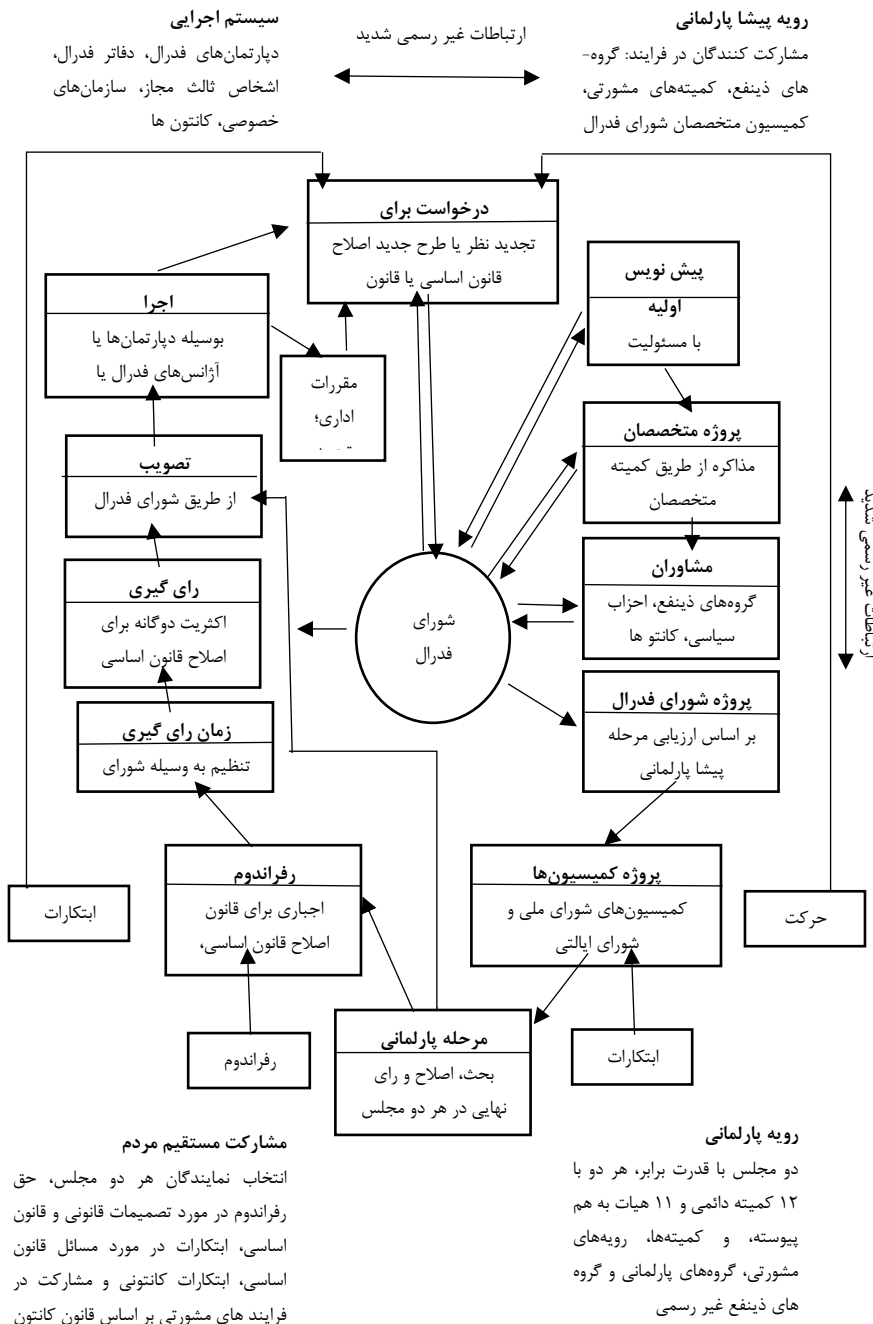 رویه پیشا پارلمانی
مشارکت کنندگان در فرایند: گروه-
های ذینفع، کمیته‌های مشورتی،
کمیسیون متخصصان شورای فدرال
ارتباطات غیر رسمی شدید
سیستم اجرایی
دپارتمان‌های فدرال، دفاتر فدرال،
اشخاص ثالث مجاز، سازمان‌های
خصوصی، کانتون ها
درخواست برای
تجدید نظر یا طرح جدید اصلاح
قانون اساسی یا قانون
پیش نویس
اولیه
با مسئولیت
پروژه متخصصان
مذاکره از طریق کمیته
متخصصان
مشاوران
گروه‌های ذینفع، احزاب
سیاسی، کانتو ها
ارتباطات غیر رسمی شدید
پروژه شورای فدرال
بر اساس ارزیابی مرحله
پیشا پارلمانی
پروژه کمیسیون‌ها
کمیسیون‌های شورای ملی و
شورای ایالتی
حرکت
ابتکارات
مرحله پارلمانی
بحث، اصلاح و رای
نهایی در هر دو مجلس
رفراندوم
اجباری برای قانون
اصلاح قانون اساسی،
رفراندوم
ابتکارات
زمان رای گیری
تنظیم به وسیله شورای
رای گیری
اکثریت دوگانه برای
اصلاح قانون اساسی
تصویب
از طریق شورای فدرال
اجرا
بوسیله دپارتمان‌ها یا
آژانس‌های فدرال یا
مقررات
اداری؛
شورای
فدرال
رویه پارلمانی
دو مجلس با قدرت برابر، هر دو با
۱۲ کمیته دائمی و ۱۱ هیات به هم
پیوسته، و کمیته‌ها، رویه‌های
مشورتی، گروه‌های پارلمانی و گروه
های ذینفع غیر رسمی
مشارکت مستقیم مردم
انتخاب نمایندگان هر دو مجلس، حق
رفراندوم در مورد تصمیمات قانونی و قانون
اساسی، ابتکارات در مورد مسائل قانون
اساسی، ابتکارات کانتونی و مشارکت در
فرایند های مشورتی بر اساس قانون کانتون